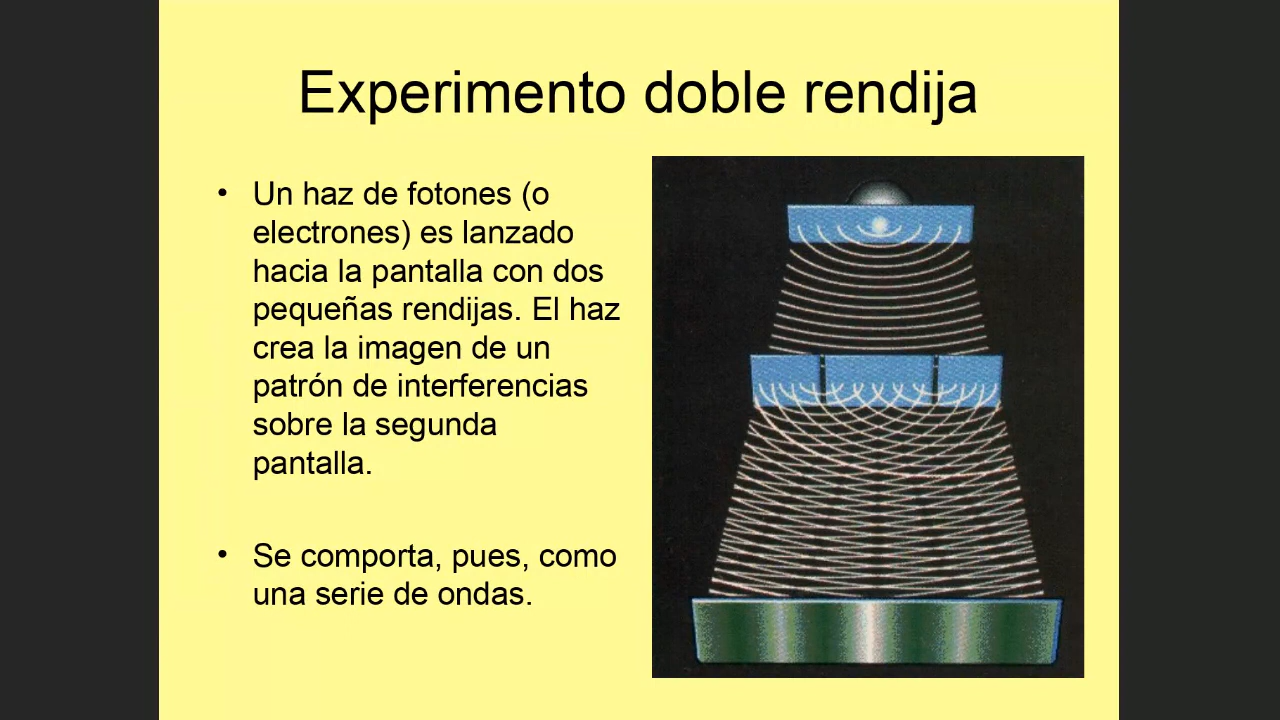 Experimento doble rendija
• Un haz de fotones (o
electrones) es lanzado
hacia la pantalla con dos
pequeñas rendijas. El haz
crea la imagen de un
patrón de interferencias
sobre la segunda
pantalla.
• Se comporta, pues, como
una serie de ondas.